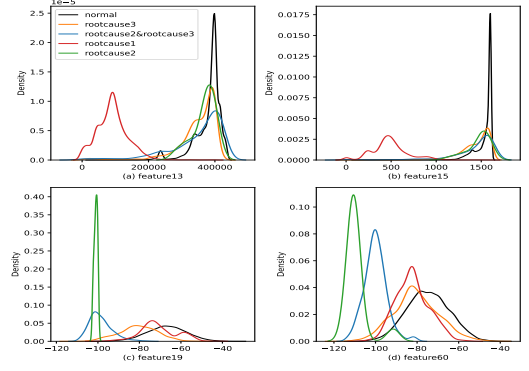 1e−5
2.5
2.0
1.5
1.0
0.5
0.0
Density
normal
rootcause3
rootcause2&rootcause3
rootcause1
rootcause2
0 200000 400000
(a) feature13
0.0175
0.0150
0.0125
0.0100
0.0075
0.0050
0.0025
0.0000
Density
0 500 1000 1500
(b) feature15
0.40
0.35
0.30
0.25
0.20
0.15
0.10
0.05
0.00
Density
−120 −100 −80 −60 −40
(c) feature19
0.10
0.08
0.06
0.04
0.02
0.00
Density
−120 −100 −80 −60 −40
(d) feature60